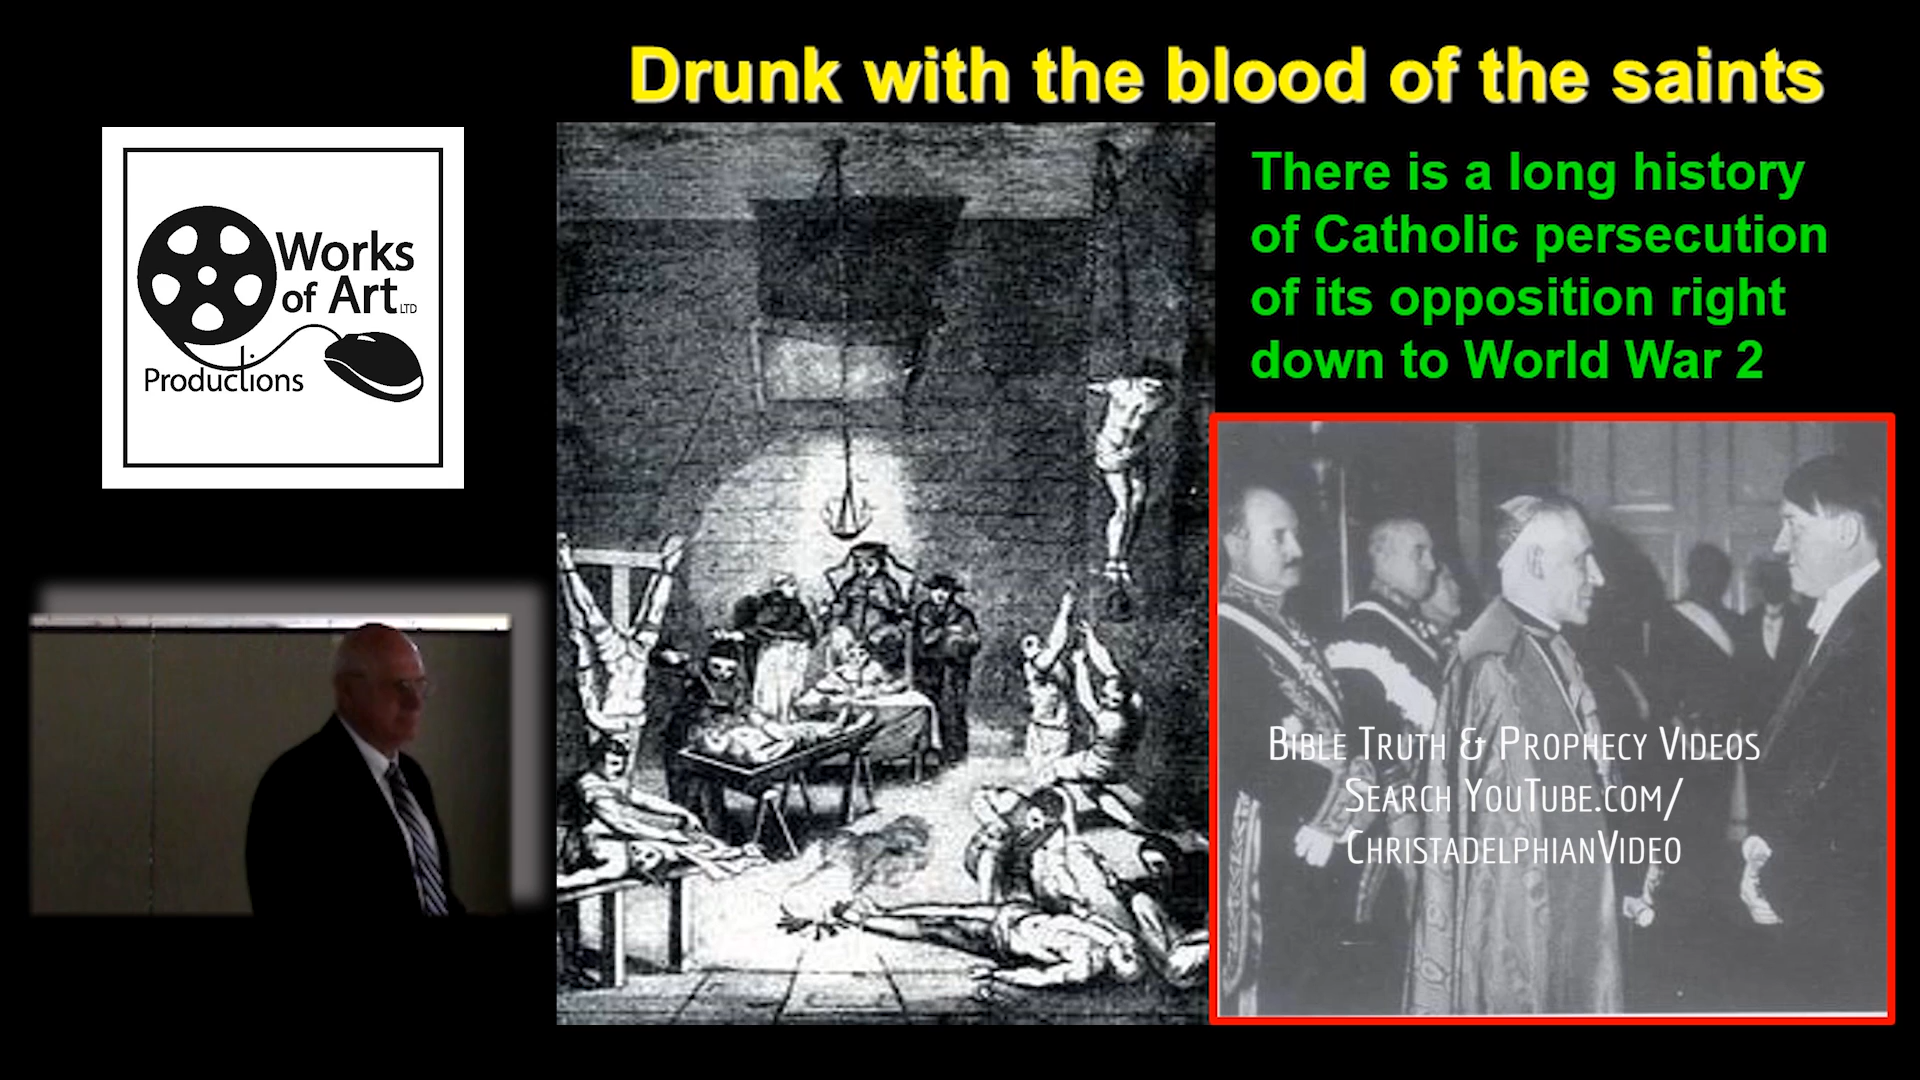 Drunk with the blood of the saints
Works
of Art LTD
Productions
There is a long history
of Catholic persecution
of its opposition right
down to World War 2
Bible Truth & Prophecy Videos
Search YouTube.com/
ChristadelphianVideo